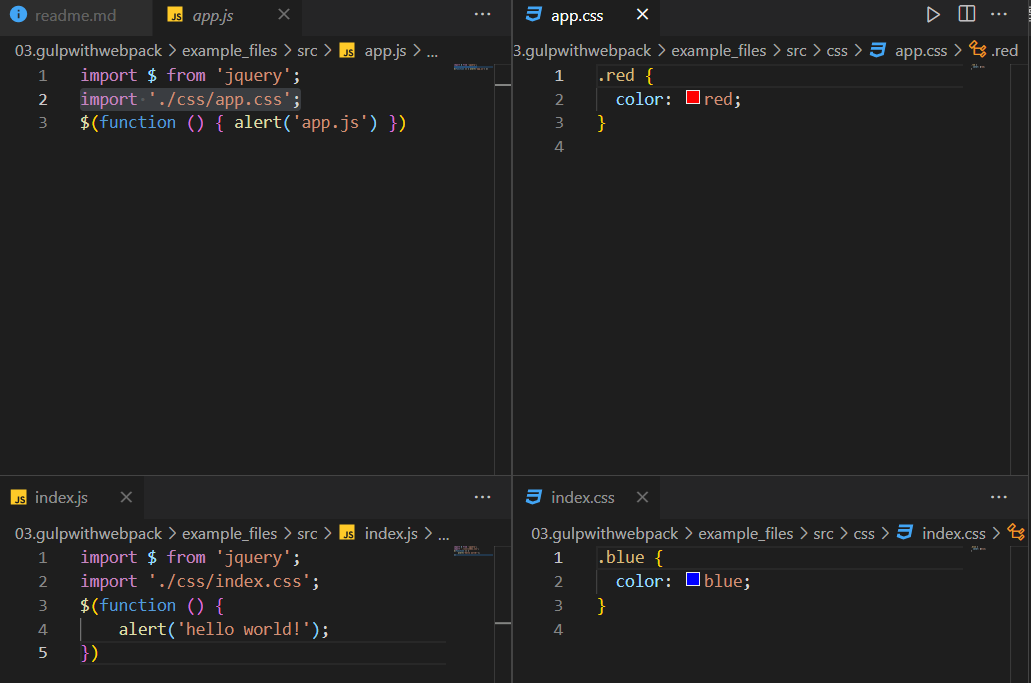 readme.md
app.js
03.gulpwithwebpack > example_files > src > JS app.js > ...
1 import $ from 'jquery';
2 import './css/app.css';
3 $(function () { alert('app.js') })
app.css
3.gulpwithwebpack > example_files > src > css > app.css > .red
1 .red {
2 color: red;
3 }
4
index.js
03.gulpwithwebpack > example_files > src > JS index.js > ...
1 import $ from 'jquery';
2 import './css/index.css';
3 $(function () {
4 alert('hello world!');
5 })
index.css
03.gulpwithwebpack > example_files > src > css > index.css >
1 .blue {
2 color: blue;
3 }
4